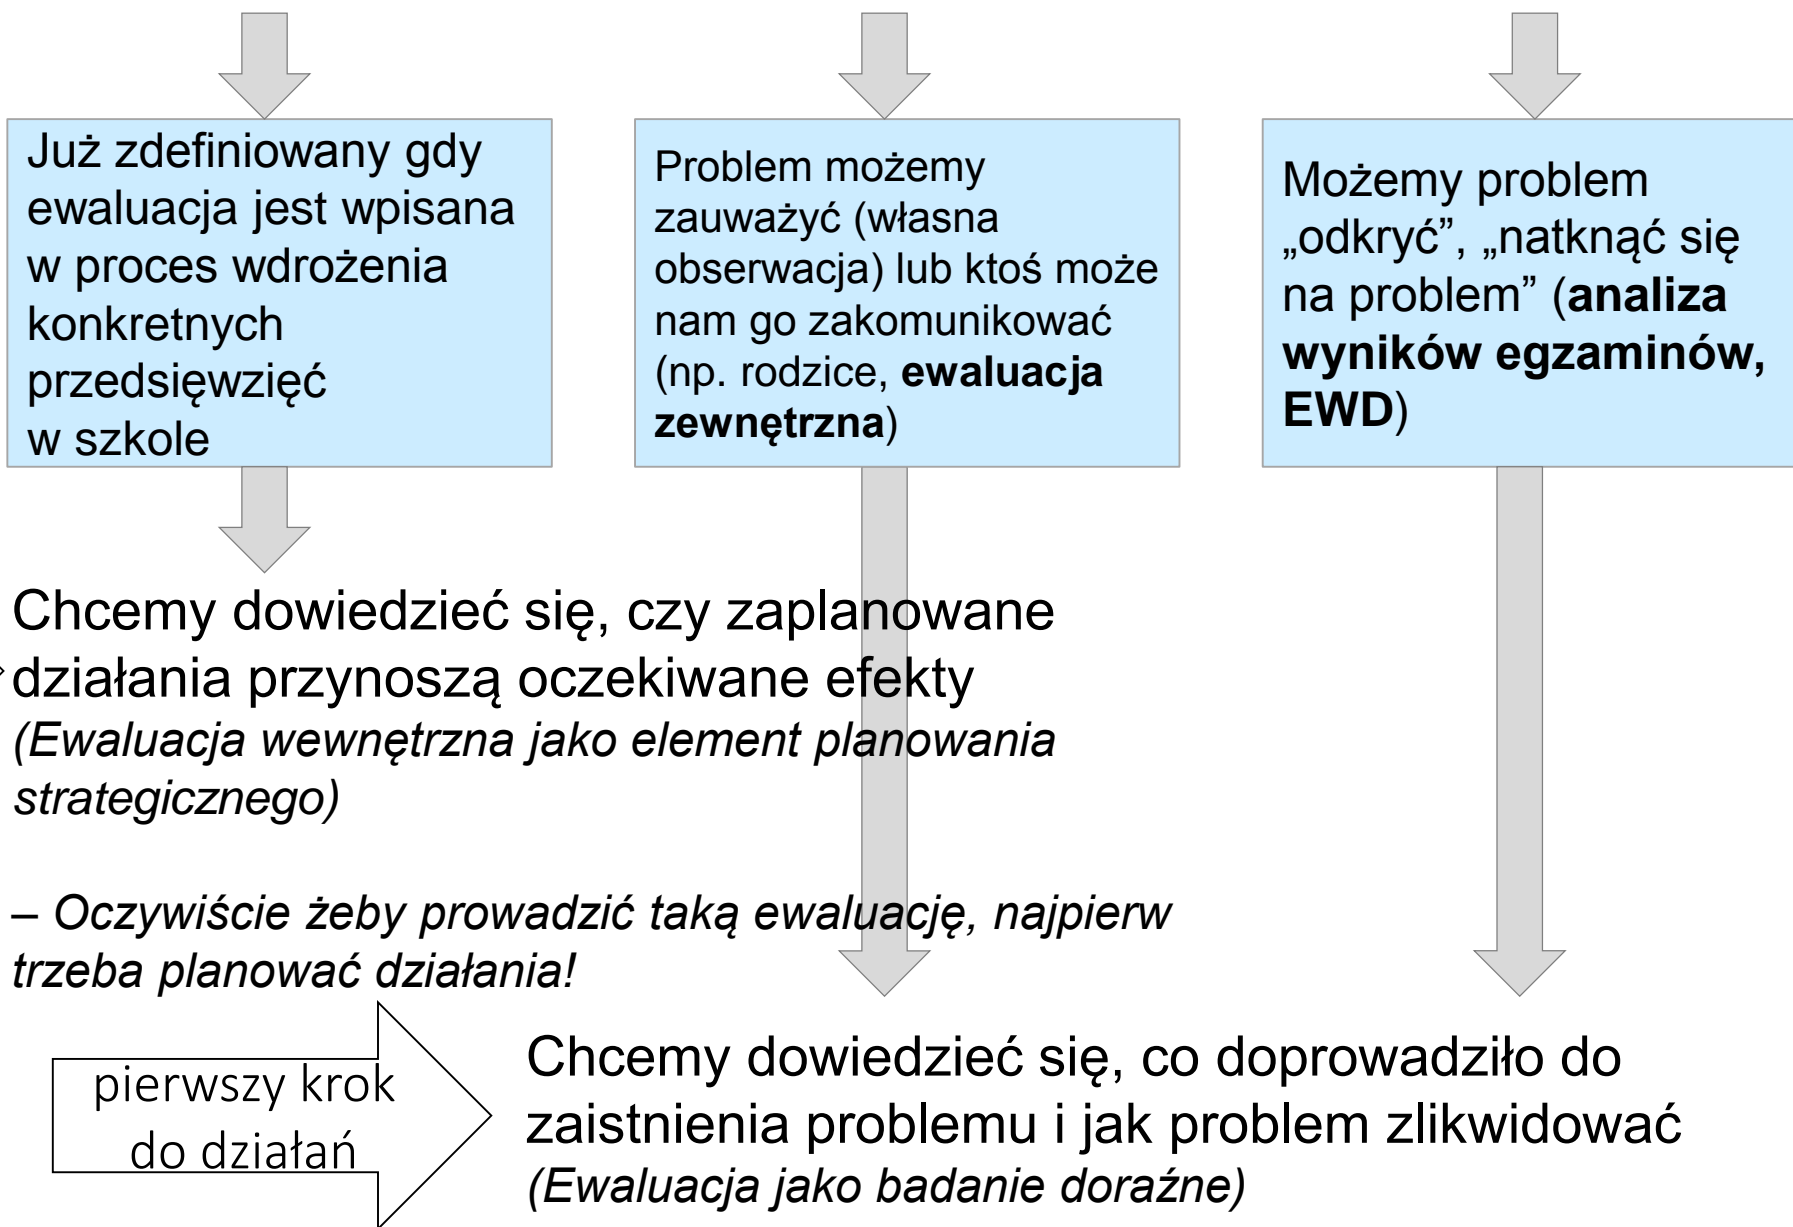 Już zdefiniowany gdy
ewaluacja jest wpisana
w proces wdrożenia
konkretnych
przedsięwzięć
w szkole
Problem możemy
zauważyć (własna
obserwacja) lub ktoś może
nam go zakomunikować
(np. rodzice, ewaluacja
zewnętrzna)
Możemy problem
„odkryć”, „natknąć się
na problem” (analiza
wyników egzaminów,
EWD)
Chcemy dowiedzieć się, czy zaplanowane
działania przynoszą oczekiwane efekty
(Ewaluacja wewnętrzna jako element planowania
strategicznego)
– Oczywiście żeby prowadzić taką ewaluację, najpierw
trzeba planować działania!
pierwszy krok
do działań
Chcemy dowiedzieć się, co doprowadziło do
zaistnienia problemu i jak problem zlikwidować
(Ewaluacja jako badanie doraźne)